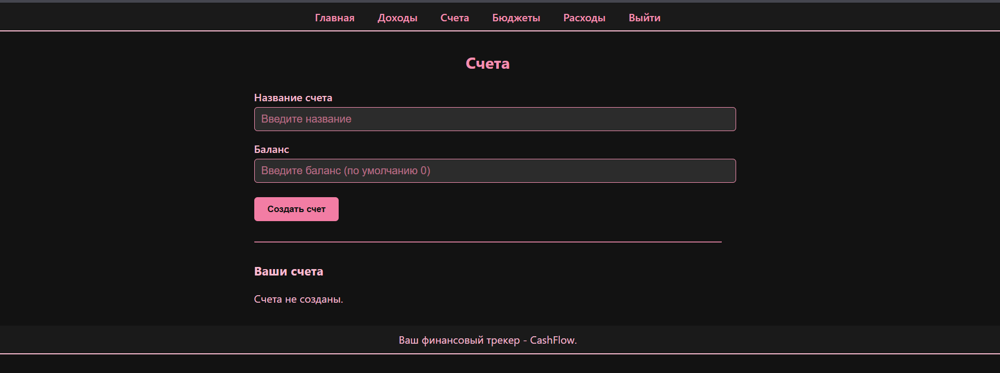 Главная Доходы Счета Бюджеты Расходы Выйти
Счета
Название счета
Введите название
Баланс
Введите баланс (по умолчанию 0)
Создать счет
Ваши счета
Счета не созданы.
Ваш финансовый трекер - CashFlow.